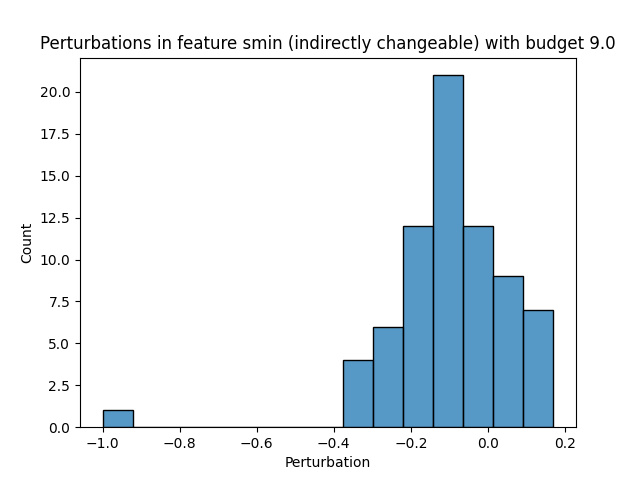 Perturbations in feature smin (indirectly changeable) with budget 9.0
20.0
17.5
15.0
12.5
10.0
7.5
5.0
2.5
0.0
Count
−1.0 −0.8 −0.6 −0.4 −0.2 0.0 0.2
Perturbation